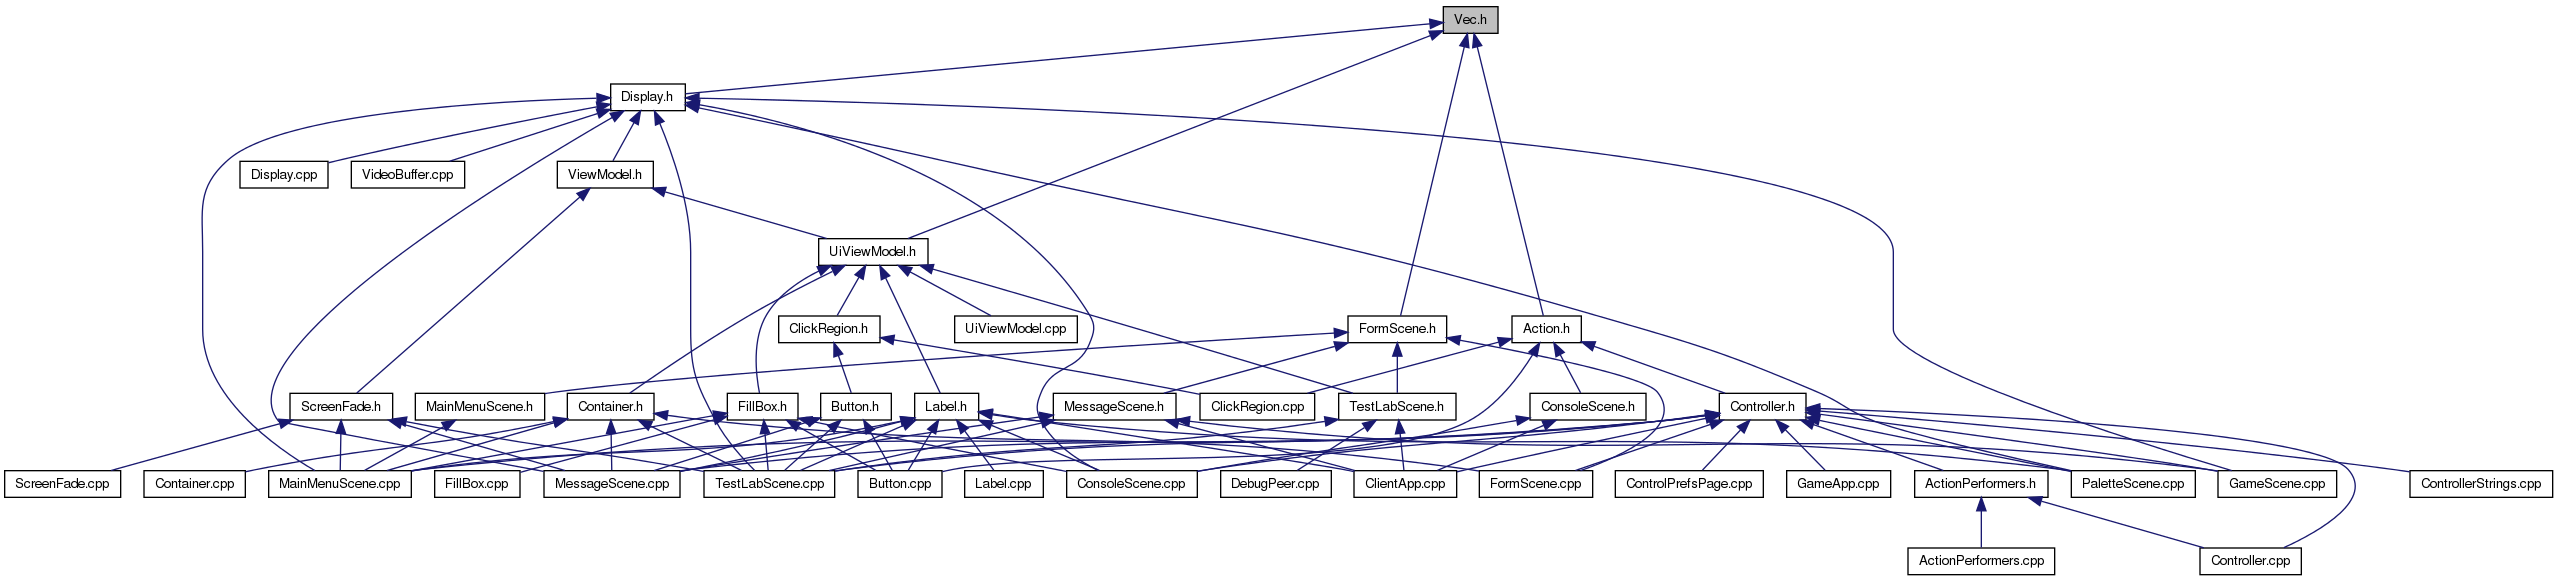 Vec.h
Display.h
Display.cpp
VideoBuffer.cpp
ViewModel.h
UiViewModel.h
ClickRegion.h
UiViewModel.cpp
FormScene.h
Action.h
ScreenFade.h
MainMenuScene.h
Container.h
FillBox.h
Button.h
Label.h
MessageScene.h
ClickRegion.cpp
TestLabScene.h
ConsoleScene.h
Controller.h
ScreenFade.cpp
Container.cpp
MainMenuScene.cpp
FillBox.cpp
MessageScene.cpp
TestLabScene.cpp
Button.cpp
Label.cpp
ConsoleScene.cpp
DebugPeer.cpp
ClientApp.cpp
FormScene.cpp
ControlPrefsPage.cpp
GameApp.cpp
ActionPerformers.h
PaletteScene.cpp
GameScene.cpp
ControllerStrings.cpp
ActionPerformers.cpp
Controller.cpp